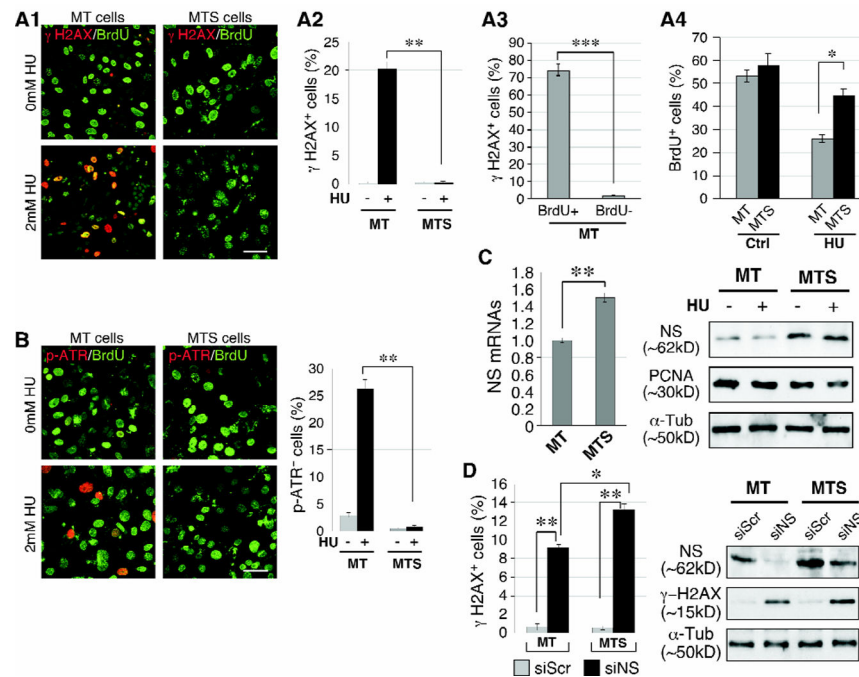 A1
MT cells
MTS cells
γ H2AX/BrdU
γ H2AX/BrdU
0mM HU
2mM HU
A2
γ H2AX⁺ cells (%)
25
20
15
10
5
0
**
HU
-
+
-
+
MT
MTS
A3
γ H2AX⁺ cells (%)
90
80
70
60
50
40
30
20
10
0
***
BrdU+
BrdU-
MT
A4
BrdU⁺ cells (%)
70
60
50
40
30
20
10
0
*
MT
MTS
MT
MTS
Ctrl
HU
B
MT cells
MTS cells
p-ATR/BrdU
p-ATR/BrdU
0mM HU
2mM HU
p-ATR⁻ cells (%)
30
25
20
15
10
5
0
**
HU
-
+
-
+
MT
MTS
C
NS mRNAs
1.8
1.6
1.4
1.2
1.0
0.8
0.6
0.4
0.2
0
**
MT
MTS
MT
MTS
HU
-
+
-
+
NS
(~62kD)
PCNA
(~30kD)
α-Tub
(~50kD)
D
γ H2AX⁺ cells (%)
16
14
12
10
8
6
4
2
0
*
**
**
MT
MTS
siScr
siNS
MT
MTS
siScr
siNS
siScr
siNS
NS
(~62kD)
γ-H2AX
(~15kD)
α-Tub
(~50kD)